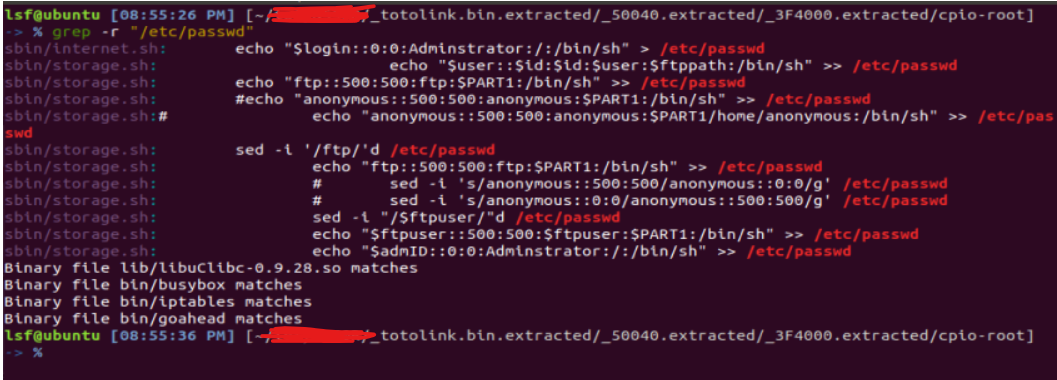 lsf@ubuntu [08:55:26 PM] [~/ /_totolink.bin.extracted/_50040.extracted/_3F4000.extracted/cpio-root]
-> % grep -r "/etc/passwd"
sbin/internet.sh: echo "$login::0:0:Adminstrator:/:/bin/sh" > /etc/passwd
sbin/storage.sh: echo "$user::$id:$id:$user:$ftppath:/bin/sh" >> /etc/passwd
sbin/storage.sh: echo "ftp::500:500:ftp:$PART1:/bin/sh" >> /etc/passwd
sbin/storage.sh: #echo "anonymous::500:500:anonymous:$PART1:/bin/sh" >> /etc/passwd
sbin/storage.sh:# echo "anonymous::500:500:anonymous:$PART1/home/anonymous:/bin/sh" >> /etc/pas
swd
sbin/storage.sh: sed -i '/ftp/'d /etc/passwd
sbin/storage.sh: echo "ftp::500:500:ftp:$PART1:/bin/sh" >> /etc/passwd
sbin/storage.sh: # sed -i 's/anonymous::500:500/anonymous::0:0/g' /etc/passwd
sbin/storage.sh: # sed -i 's/anonymous::0:0/anonymous::500:500/g' /etc/passwd
sbin/storage.sh: sed -i "/$ftpuser/"d /etc/passwd
sbin/storage.sh: echo "$ftpuser::500:500:$ftpuser:$PART1:/bin/sh" >> /etc/passwd
sbin/storage.sh: echo "$admID::0:0:Adminstrator:/:/bin/sh" >> /etc/passwd
Binary file lib/libuClibc-0.9.28.so matches
Binary file bin/busybox matches
Binary file bin/iptables matches
Binary file bin/goahead matches
lsf@ubuntu [08:55:36 PM] [~/ /_totolink.bin.extracted/_50040.extracted/_3F4000.extracted/cpio-root]
-> %